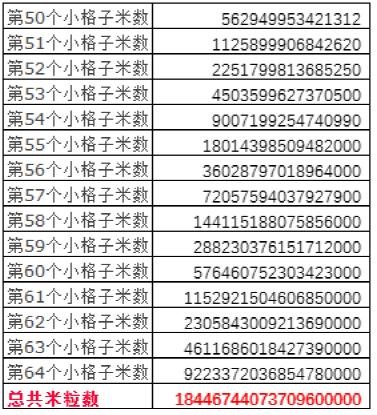 第50个小格子米数 562949953421312
第51个小格子米数 1125899906842620
第52个小格子米数 2251799813685250
第53个小格子米数 4503599627370500
第54个小格子米数 9007199254740990
第55个小格子米数 18014398509482000
第56个小格子米数 36028797018964000
第57个小格子米数 72057594037927900
第58个小格子米数 144115188075856000
第59个小格子米数 288230376151712000
第60个小格子米数 576460752303423000
第61个小格子米数 1152921504606850000
第62个小格子米数 2305843009213690000
第63个小格子米数 4611686018427390000
第64个小格子米数 9223372036854780000
总共米粒数 18446744073709600000